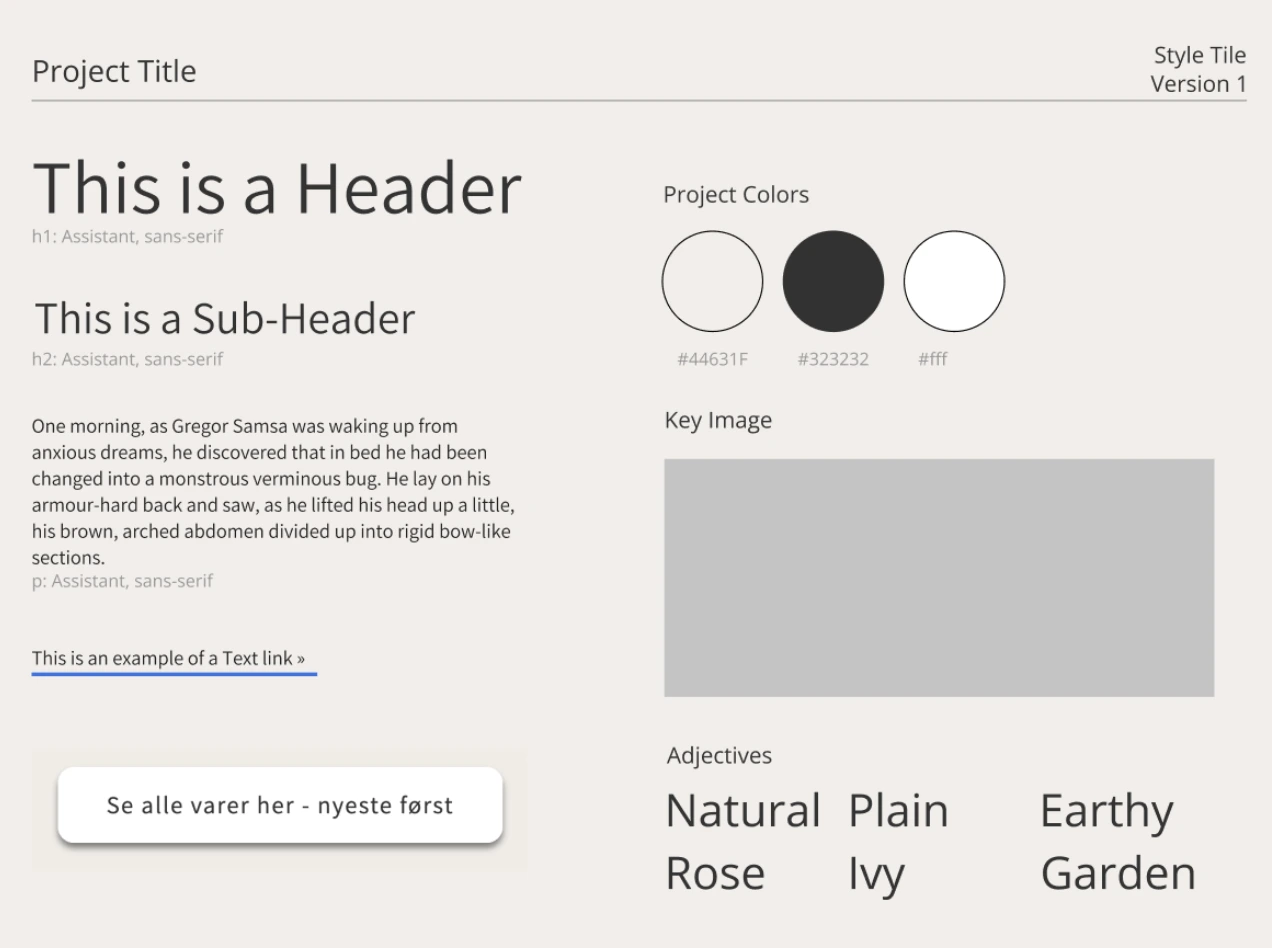 Project Title
Style Tile
Version 1
This is a Header
h1: Assistant, sans-serif
This is a Sub-Header
h2: Assistant, sans-serif
One morning, as Gregor Samsa was waking up from
anxious dreams, he discovered that in bed he had been
changed into a monstrous verminous bug. He lay on his
armour-hard back and saw, as he lifted his head up a little,
his brown, arched abdomen divided up into rigid bow-like
sections.
p: Assistant, sans-serif
This is an example of a Text link »
Se alle varer her - nyeste først
Project Colors
#44631F #323232 #fff
Key Image
Adjectives
Natural Plain Earthy
Rose Ivy Garden